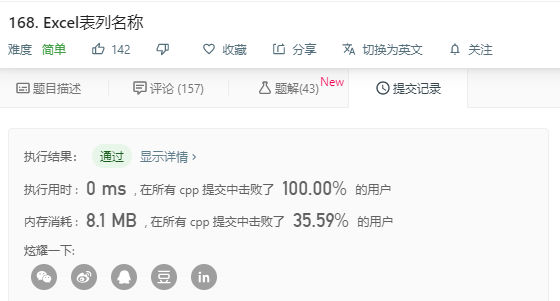 168. Excel表列名称
难度 简单 142 收藏 分享 切换为英文 关注
题目描述 评论 (157) 题解(43) New 提交记录
执行结果: 通过 显示详情 ›
执行用时 : 0 ms , 在所有 cpp 提交中击败了 100.00% 的用户
内存消耗 : 8.1 MB , 在所有 cpp 提交中击败了 35.59% 的用户
炫耀一下:
豆 in